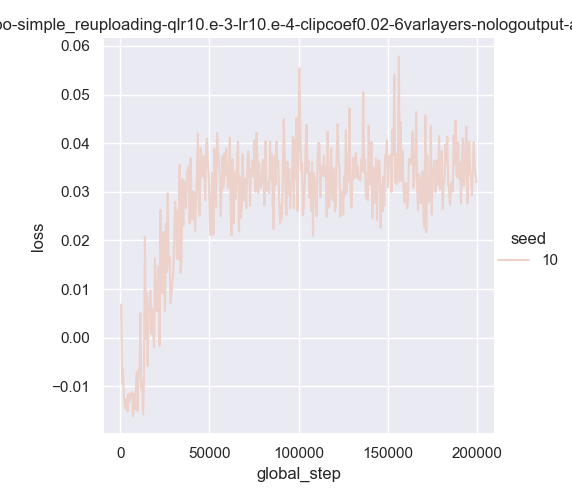 oo-simple_reuploading-qlr10.e-3-lr10.e-4-clipcoef0.02-6varlayers-nologoutput-a
0.06
0.05
0.04
0.03
0.02
0.01
0.00
−0.01
loss
seed
10
0 50000 100000 150000 200000
global_step